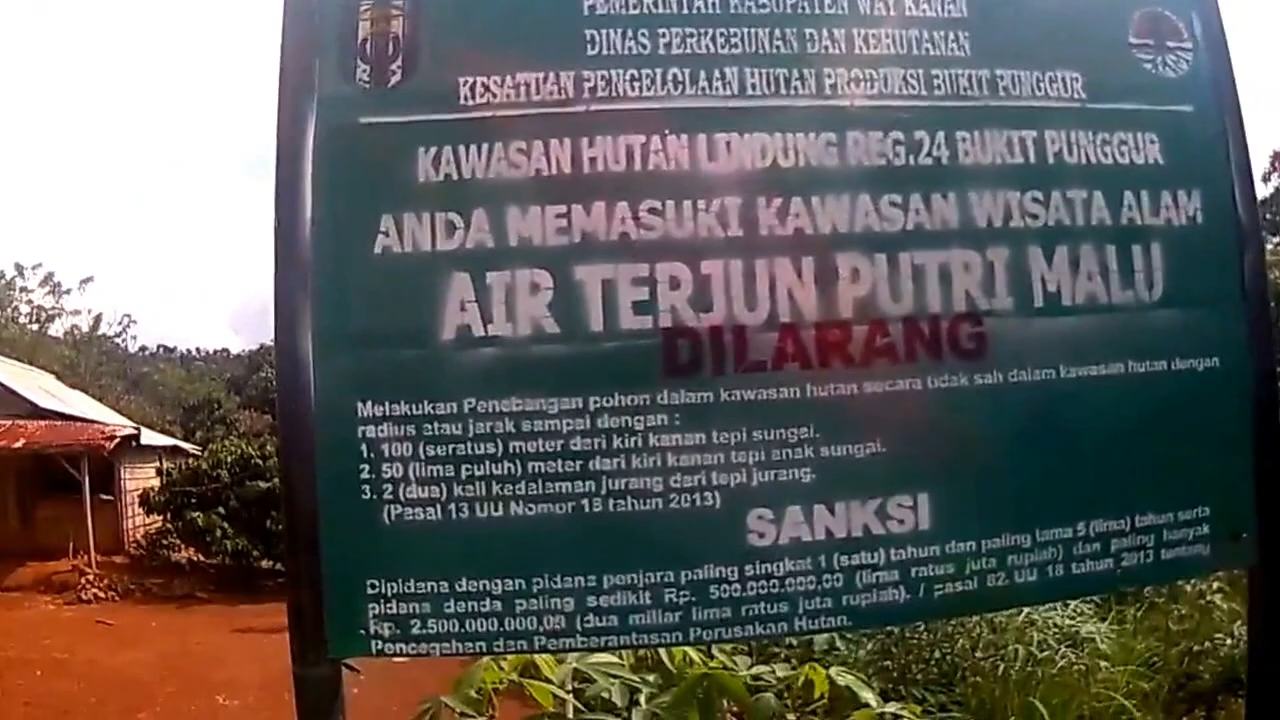 PEMERINTAH KABUPATEN WAY KANAN
DINAS PERKEBUNAN DAN KEHUTANAN
KESATUAN PENGELOLAAN HUTAN PRODUKSI BUKIT PUNGGUR
KAWASAN HUTAN LINDUNG REG.24 BUKIT PUNGGUR
ANDA MEMASUKI KAWASAN WISATA ALAM
AIR TERJUN PUTRI MALU
DILARANG
Melakukan Penebangan pohon dalam kawasan hutan secara tidak sah dalam kawasan hutan dengan
radius atau jarak sampai dengan :
1. 100 (seratus) meter dari kiri kanan tepi sungai.
2. 50 (lima puluh) meter dari kiri kanan tepi anak sungai.
3. 2 (dua) kali kedalaman jurang dari tepi jurang.
(Pasal 13 UU Nomor 18 tahun 2013)
SANKSI
Dipidana dengan pidana penjara paling singkat 1 (satu) tahun dan paling lama 5 (lima) tahun serta
pidana denda paling sedikit Rp. 500.000.000,00 (lima ratus juta rupiah) dan paling banyak
Rp. 2.500.000.000,00 (dua miliar lima ratus juta rupiah). / pasal 82. UU 18 tahun 2013 tentang
Pencegahan dan Pemberantasan Perusakan Hutan.